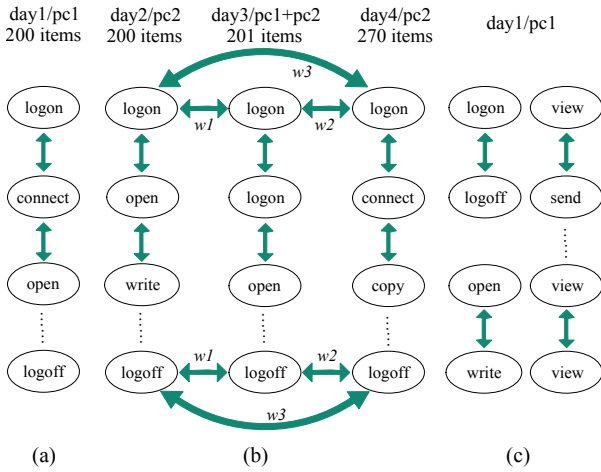 day1/pc1 day2/pc2 day3/pc1+pc2 day4/pc2 day1/pc1
200 items 200 items 201 items 270 items
w3
logon logon logon logon logon view
w1 w2
connect open logon connect logoff send
open write open copy open view
w1 w2
logoff logoff logoff logoff write view
w3
(a) (b) (c)